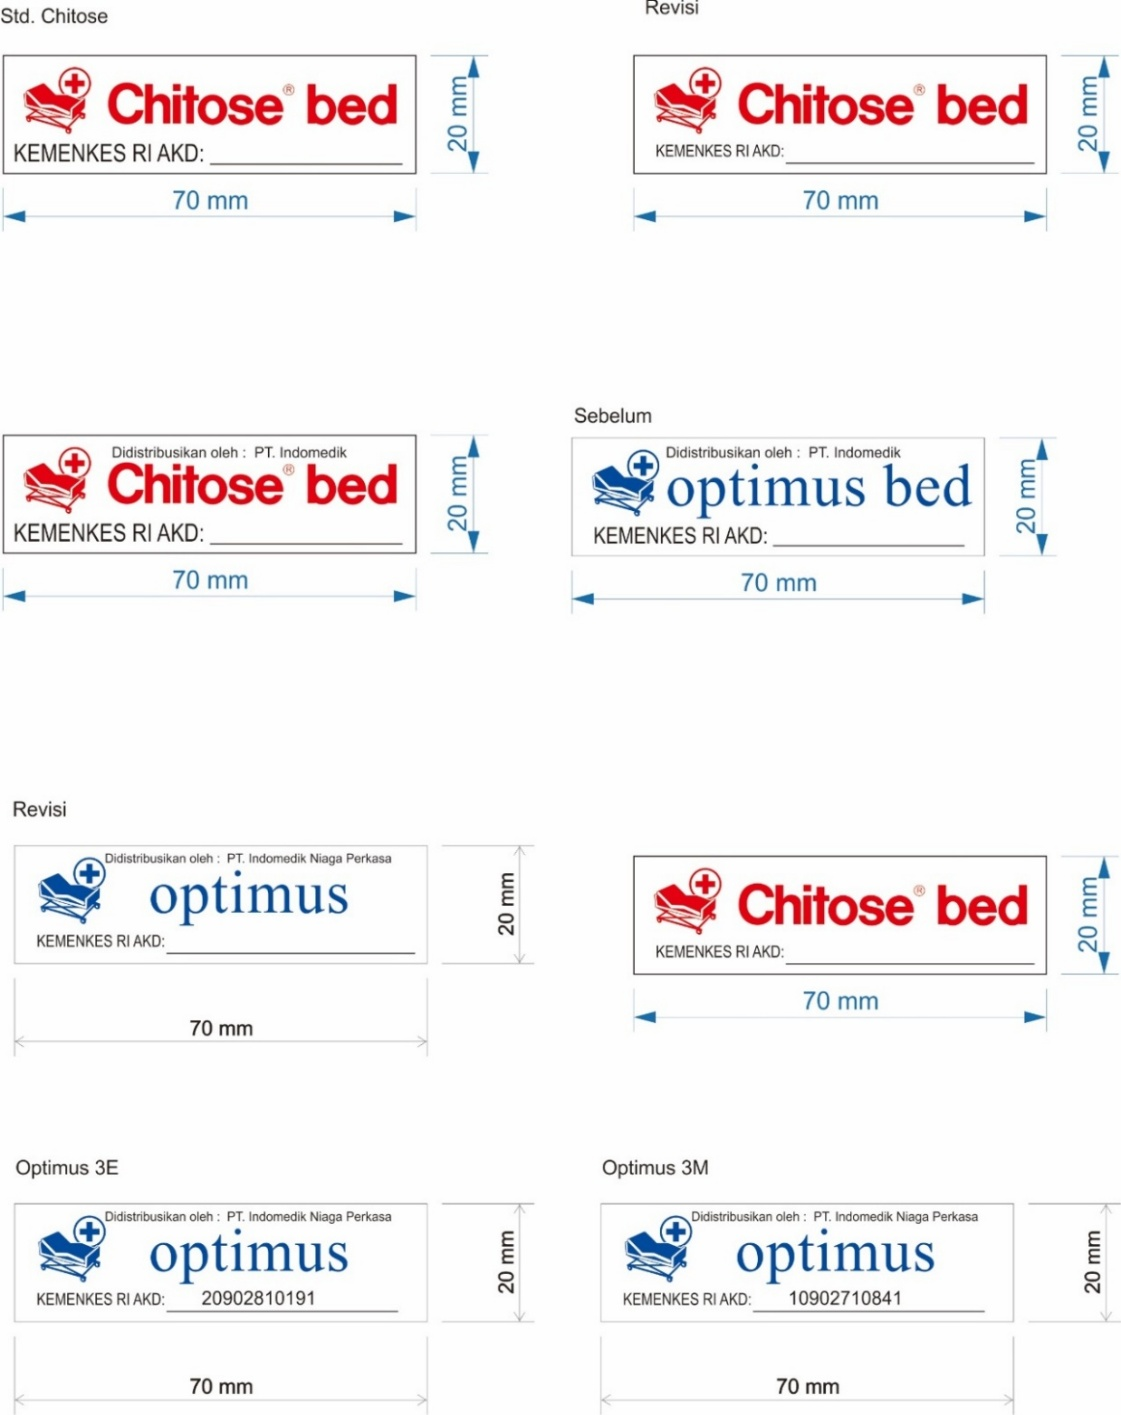 Std. Chitose
Chitose® bed
KEMENKES RI AKD:
20 mm
70 mm
Revisi
Chitose® bed
KEMENKES RI AKD:
20 mm
70 mm
Didistribusikan oleh : PT. Indomedik
Chitose® bed
KEMENKES RI AKD:
20 mm
70 mm
Sebelum
Didistribusikan oleh : PT. Indomedik
optimus bed
KEMENKES RI AKD:
20 mm
70 mm
Revisi
Didistribusikan oleh : PT. Indomedik Niaga Perkasa
optimus
KEMENKES RI AKD:
20 mm
70 mm
Chitose® bed
KEMENKES RI AKD:
20 mm
70 mm
Optimus 3E
Didistribusikan oleh : PT. Indomedik Niaga Perkasa
optimus
KEMENKES RI AKD: 20902810191
20 mm
70 mm
Optimus 3M
Didistribusikan oleh : PT. Indomedik Niaga Perkasa
optimus
KEMENKES RI AKD: 10902710841
20 mm
70 mm